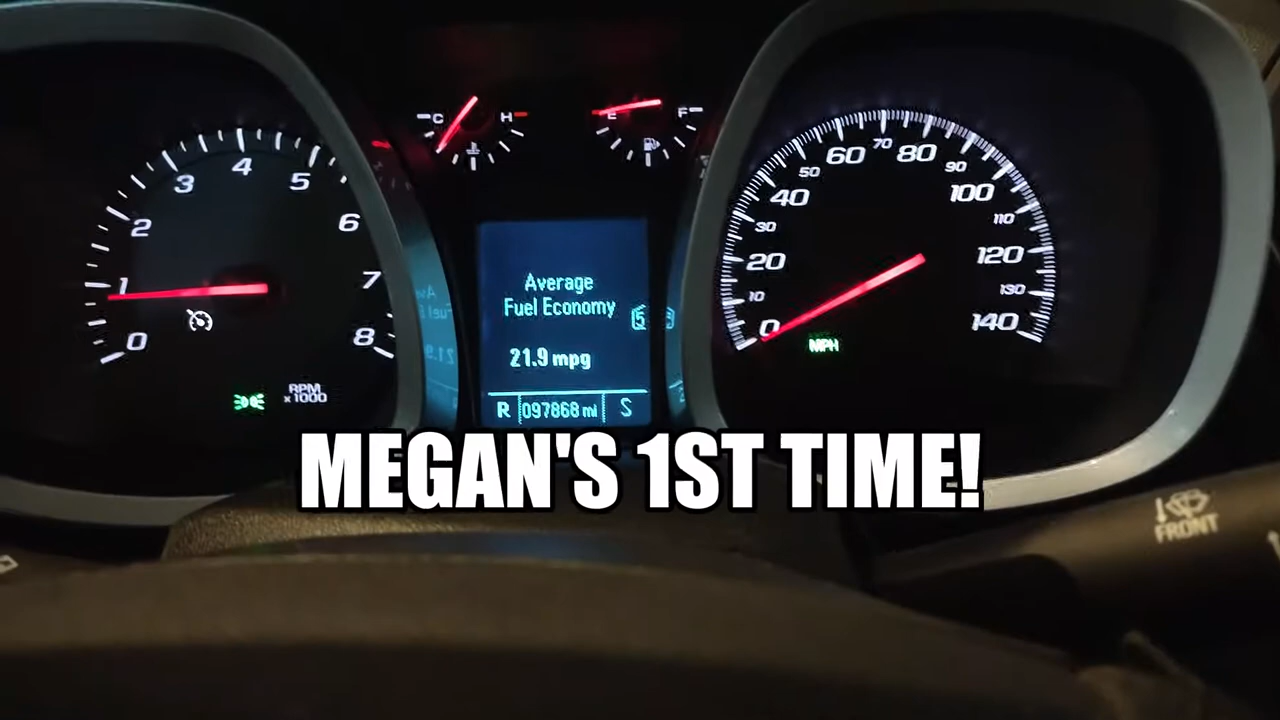 C H
E F
0 1 2 3 4 5 6 7 8
RPM
x1000
Average
Fuel Economy
21.9 mpg
R 097868 mi S
0 10 20 30 40 50 60 70 80 90 100 110 120 130 140
MPH
MEGAN'S 1ST TIME!
FRONT